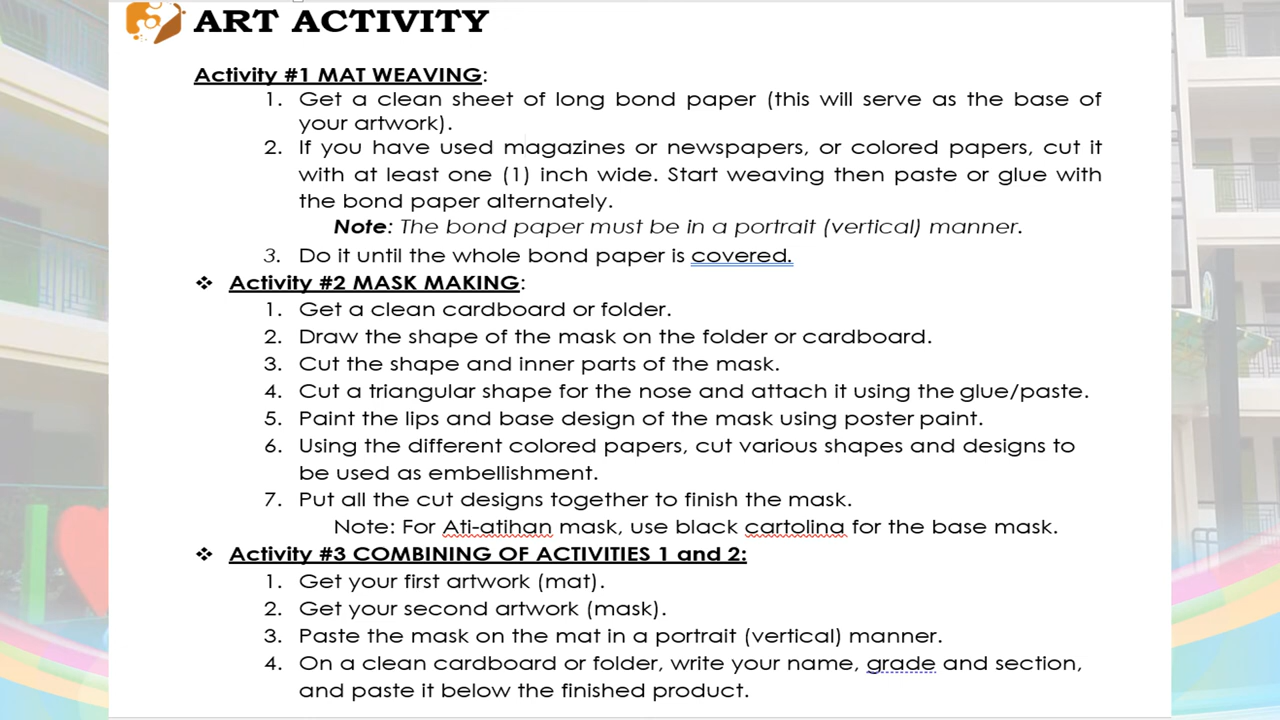 ART ACTIVITY
Activity #1 MAT WEAVING:
1. Get a clean sheet of long bond paper (this will serve as the base of
your artwork).
2. If you have used magazines or newspapers, or colored papers, cut it
with at least one (1) inch wide. Start weaving then paste or glue with
the bond paper alternately.
Note: The bond paper must be in a portrait (vertical) manner.
3. Do it until the whole bond paper is covered.
❖ Activity #2 MASK MAKING:
1. Get a clean cardboard or folder.
2. Draw the shape of the mask on the folder or cardboard.
3. Cut the shape and inner parts of the mask.
4. Cut a triangular shape for the nose and attach it using the glue/paste.
5. Paint the lips and base design of the mask using poster paint.
6. Using the different colored papers, cut various shapes and designs to
be used as embellishment.
7. Put all the cut designs together to finish the mask.
Note: For Ati-atihan mask, use black cartolina for the base mask.
❖ Activity #3 COMBINING OF ACTIVITIES 1 and 2:
1. Get your first artwork (mat).
2. Get your second artwork (mask).
3. Paste the mask on the mat in a portrait (vertical) manner.
4. On a clean cardboard or folder, write your name, grade and section,
and paste it below the finished product.